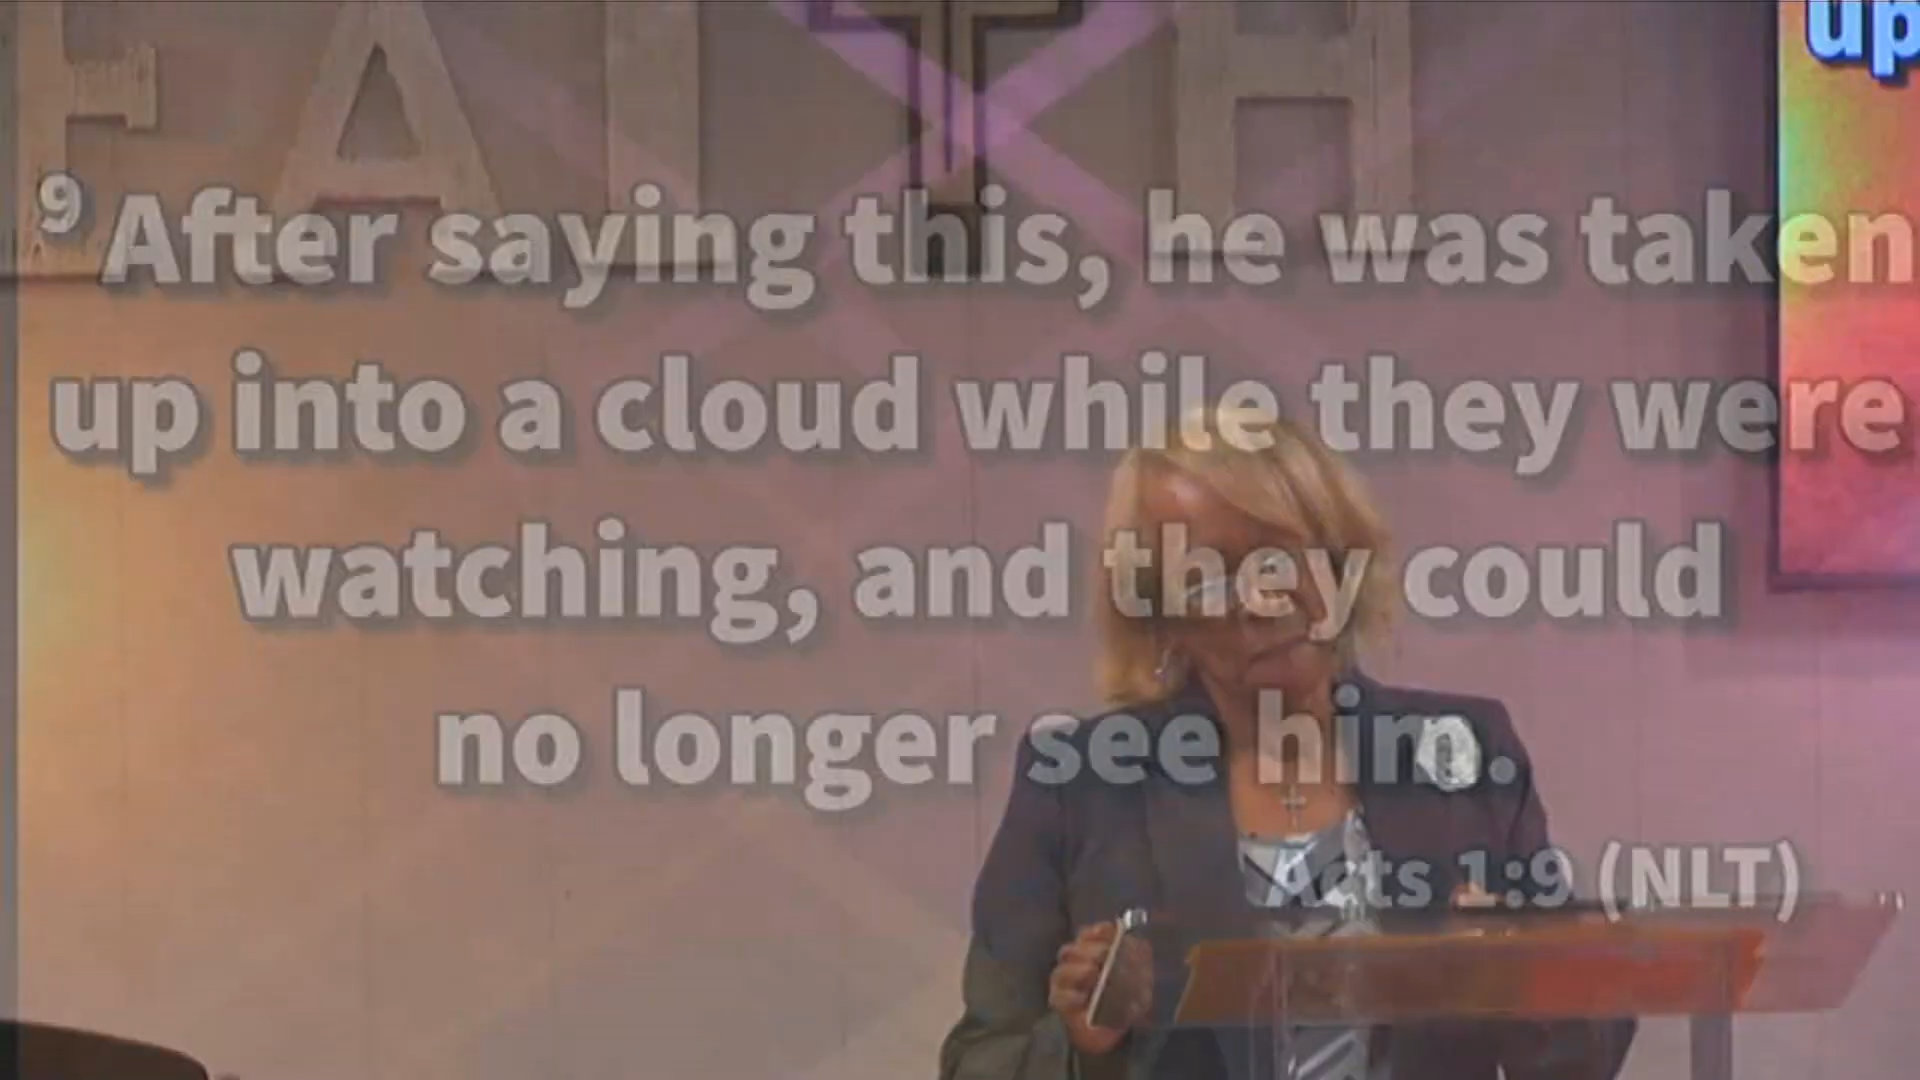 FAITH
up
⁹ After saying this, he was taken
up into a cloud while they were
watching, and they could
no longer see him.
Acts 1:9 (NLT)